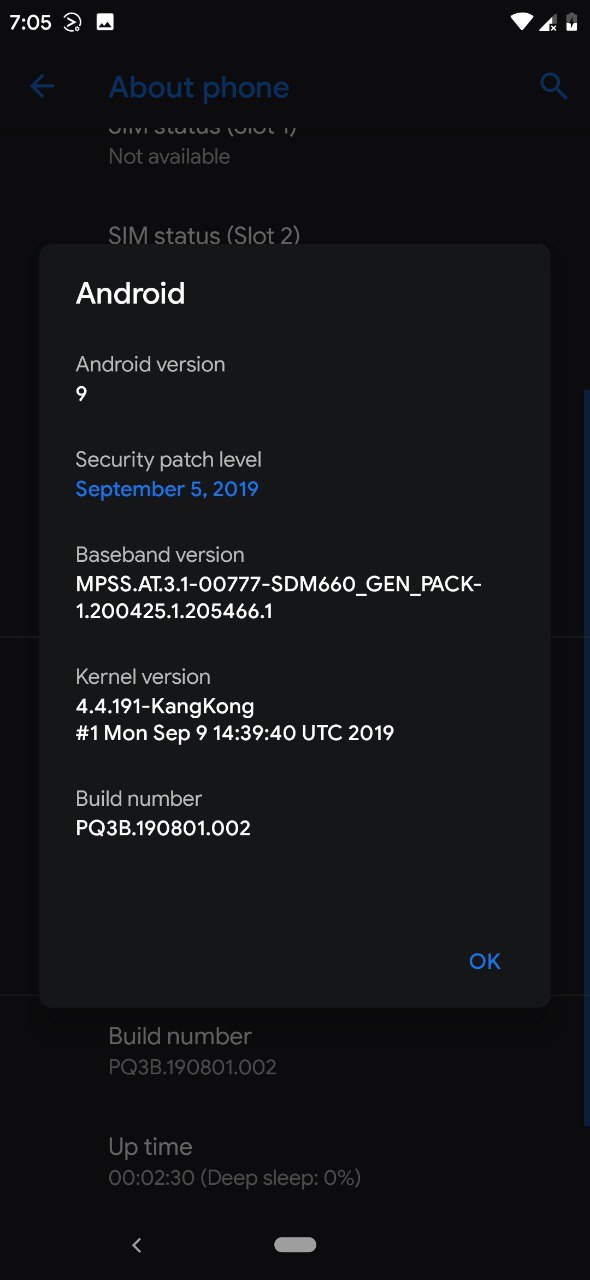 7:05
About phone
SIM status (Slot 1)
Not available
SIM status (Slot 2)
Android
Android version
9
Security patch level
September 5, 2019
Baseband version
MPSS.AT.3.1-00777-SDM660_GEN_PACK-
1.200425.1.205466.1
Kernel version
4.4.191-KangKong
#1 Mon Sep 9 14:39:40 UTC 2019
Build number
PQ3B.190801.002
OK
Build number
PQ3B.190801.002
Up time
00:02:30 (Deep sleep: 0%)